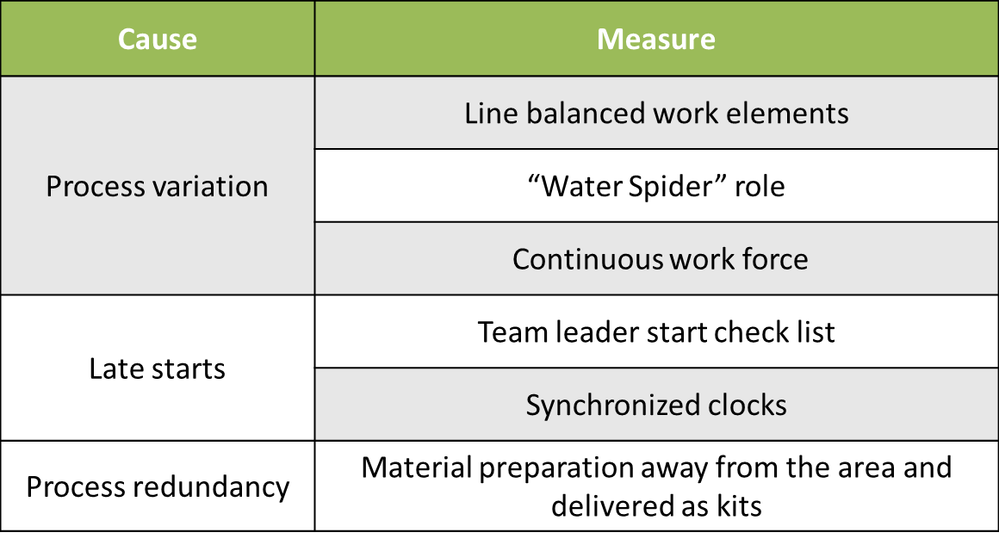 Cause
Measure
Process variation
Line balanced work elements
“Water Spider” role
Continuous work force
Late starts
Team leader start check list
Synchronized clocks
Process redundancy
Material preparation away from the area and
delivered as kits